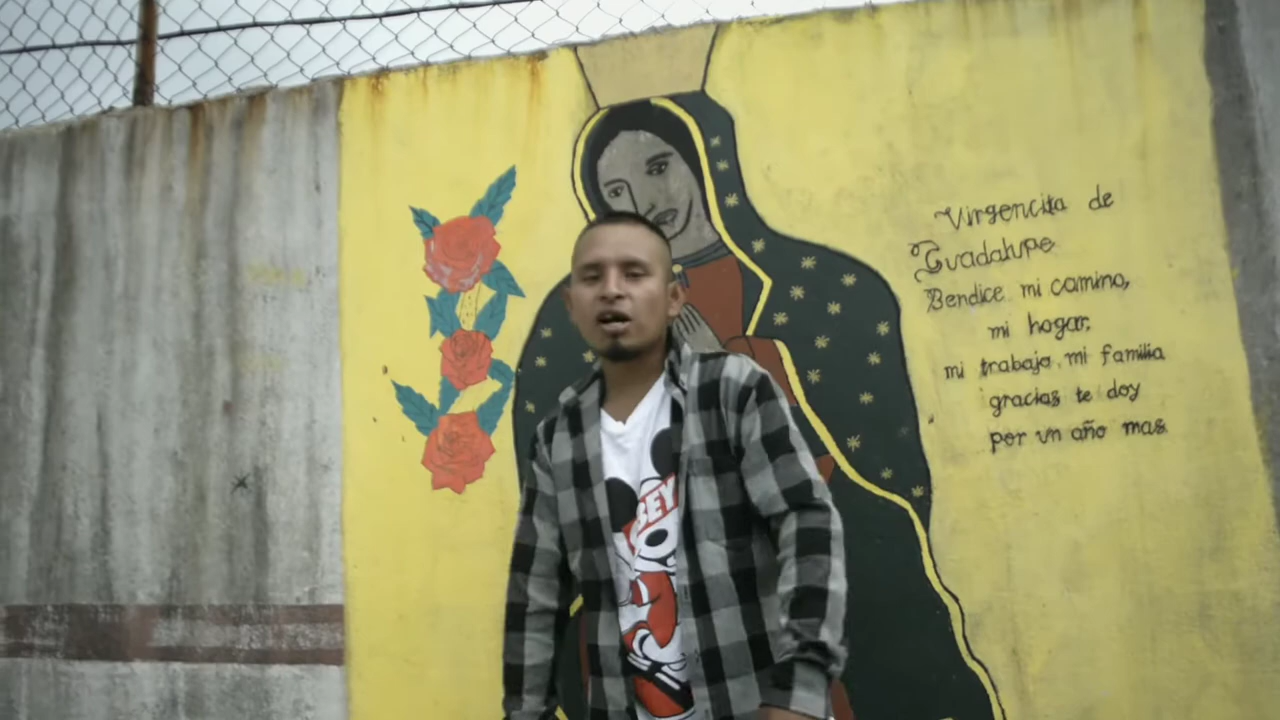 Virgencita de
Guadalupe
Bendice mi camino,
mi hogar,
mi trabajo, mi familia
gracias te doy
por un año mas